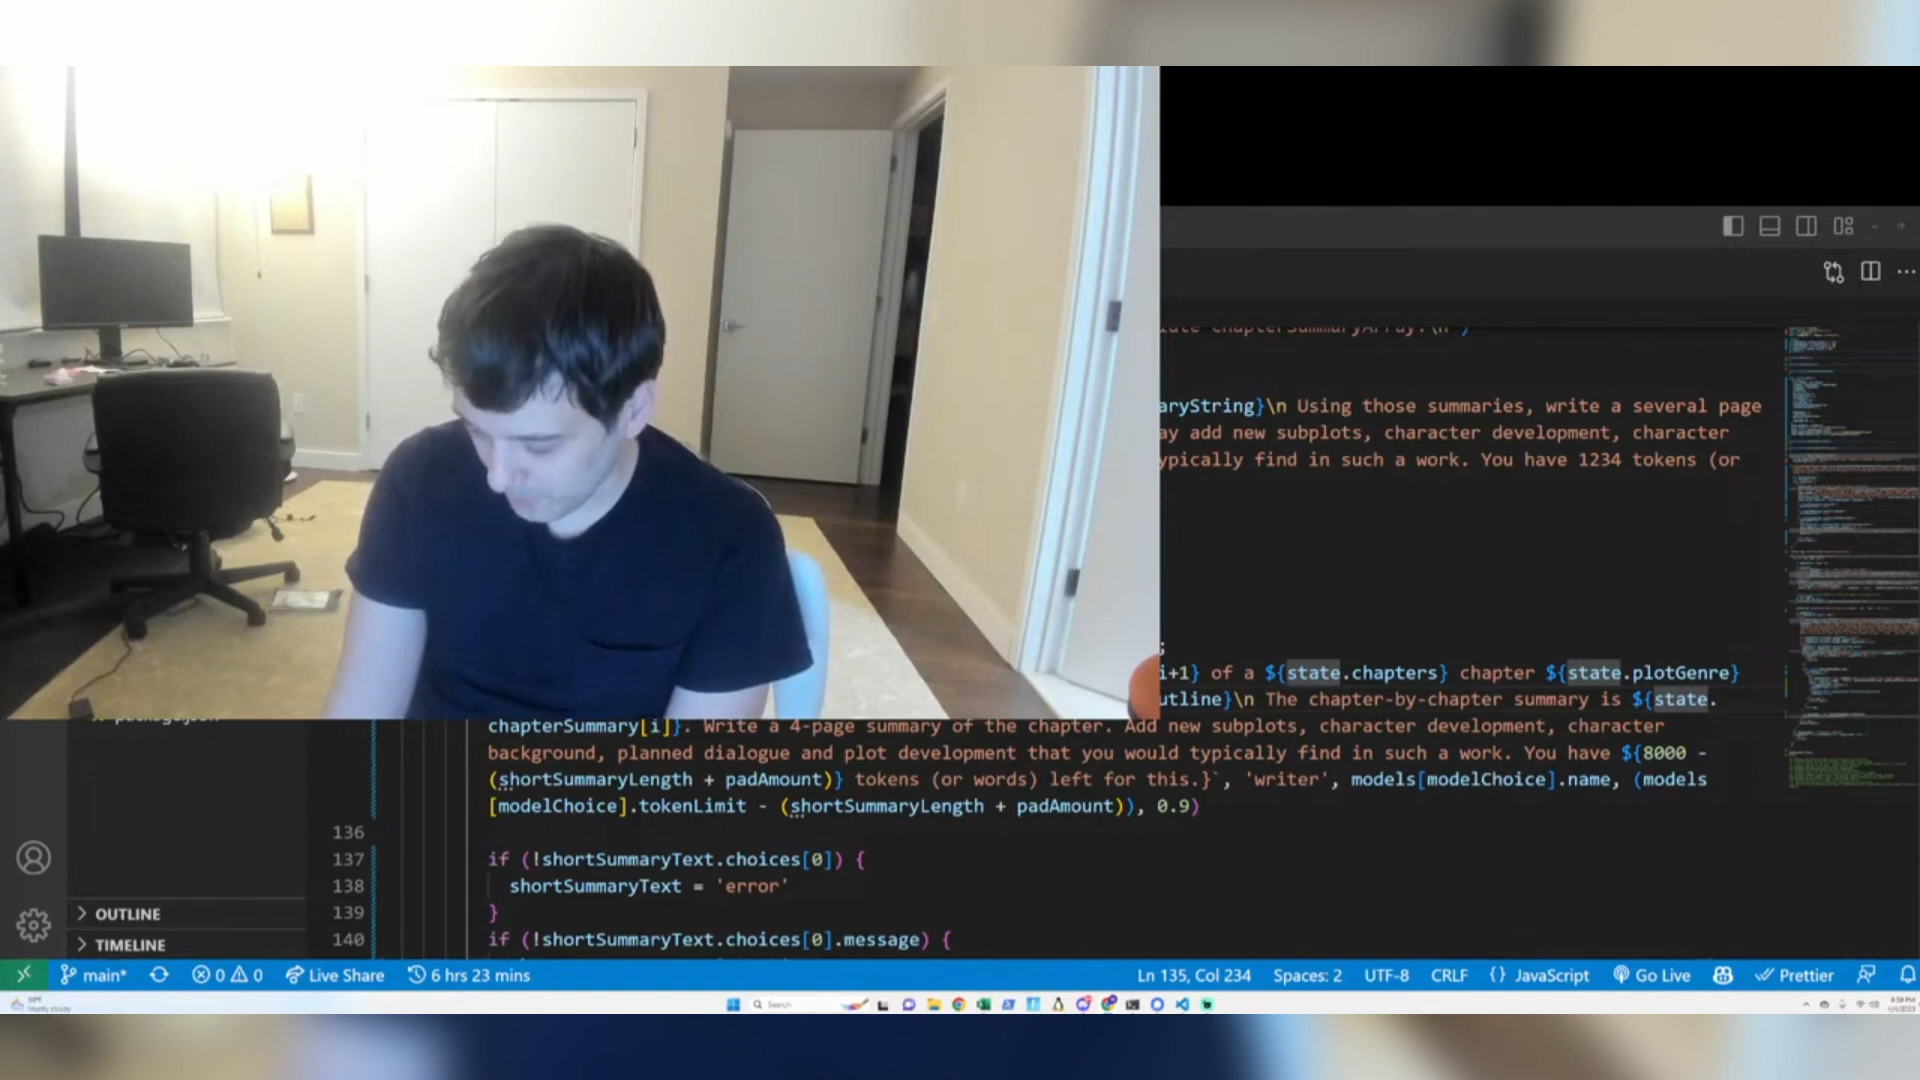 aryString}\n Using those summaries, write a several page
ay add new subplots, character development, character
ypically find in such a work. You have 1234 tokens (or
;
i+1} of a ${state.chapters} chapter ${state.plotGenre}
utline}\n The chapter-by-chapter summary is ${state.
chapterSummary[i]}. Write a 4-page summary of the chapter. Add new subplots, character development, character
background, planned dialogue and plot development that you would typically find in such a work. You have ${8000 -
(shortSummaryLength + padAmount)} tokens (or words) left for this.}`, 'writer', models[modelChoice].name, (models
[modelChoice].tokenLimit - (shortSummaryLength + padAmount)), 0.9)
136
137 if (!shortSummaryText.choices[0]) {
138 shortSummaryText = 'error'
139 }
140 if (!shortSummaryText.choices[0].message) {
OUTLINE
TIMELINE
main* 0 0 Live Share 6 hrs 23 mins Ln 135, Col 234 Spaces: 2 UTF-8 CRLF {} JavaScript Go Live Prettier
Search